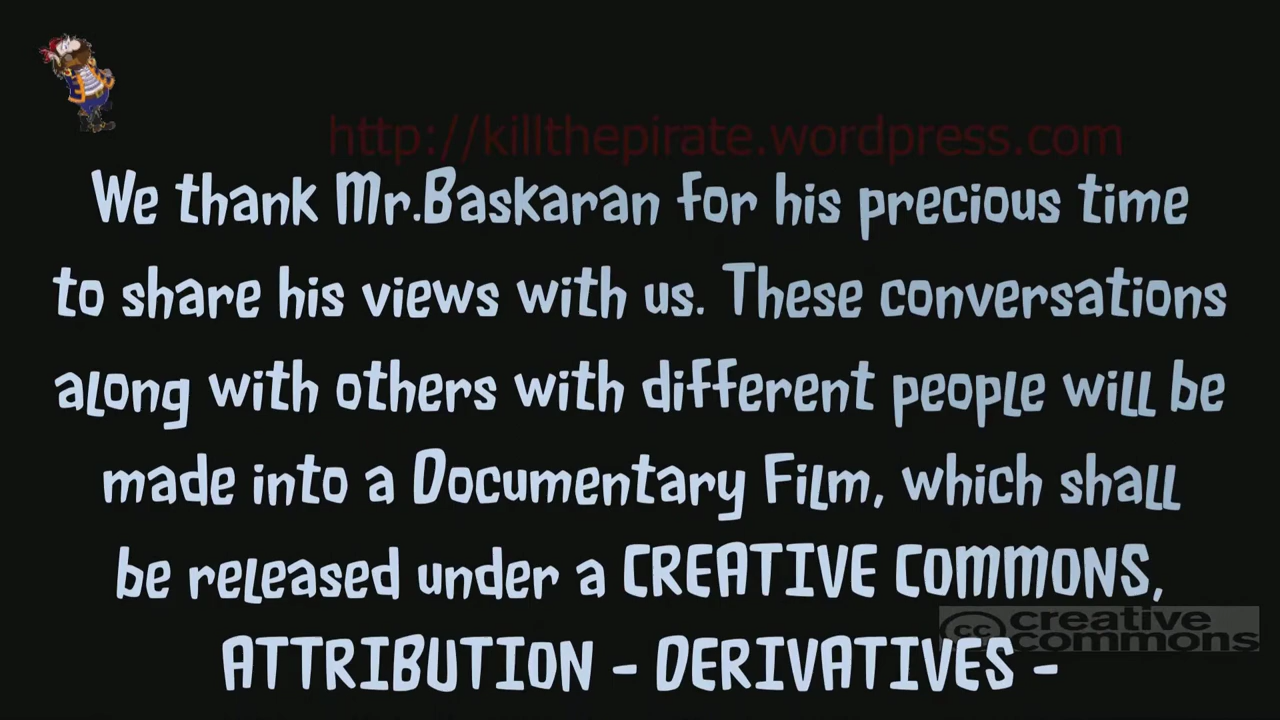 http://killthepirate.wordpress.com
We thank Mr.Baskaran for his precious time
to share his views with us. These conversations
along with others with different people will be
made into a Documentary Film, which shall
be released under a CREATIVE COMMONS,
cc creative
commons
ATTRIBUTION - DERIVATIVES -